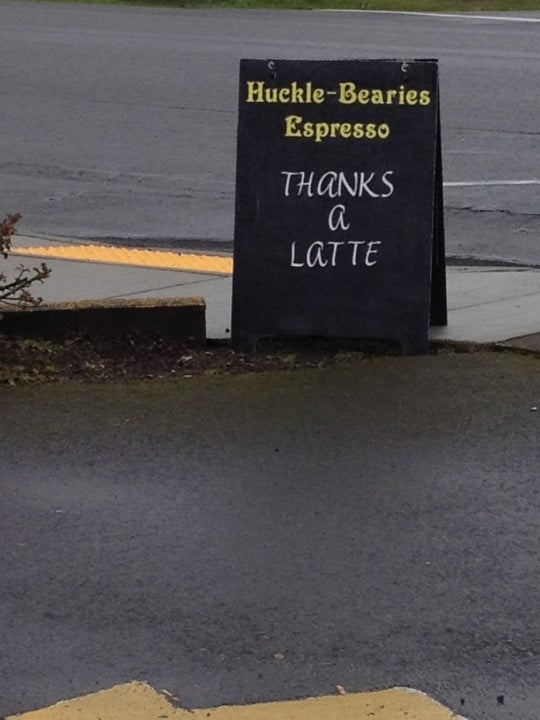 Huckle-Bearies
Espresso
THANKS
a
LATTE